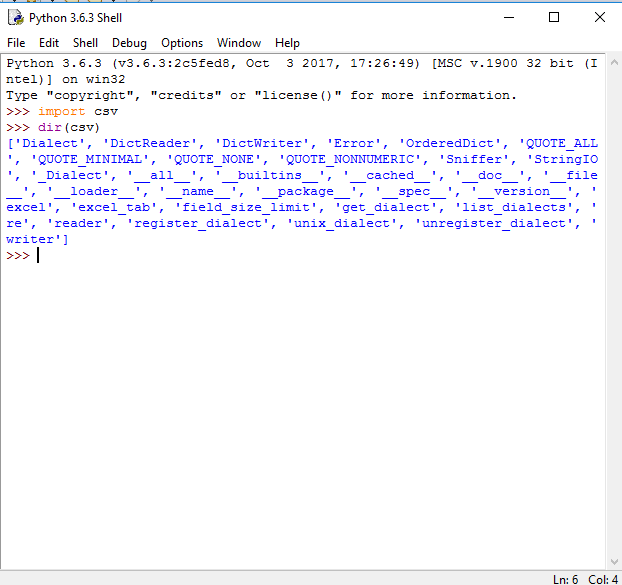 Python 3.6.3 Shell
File Edit Shell Debug Options Window Help
Python 3.6.3 (v3.6.3:2c5fed8, Oct  3 2017, 17:26:49) [MSC v.1900 32 bit (I
ntel)] on win32
Type "copyright", "credits" or "license()" for more information.
>>> import csv
>>> dir(csv)
['Dialect', 'DictReader', 'DictWriter', 'Error', 'OrderedDict', 'QUOTE_ALL
', 'QUOTE_MINIMAL', 'QUOTE_NONE', 'QUOTE_NONNUMERIC', 'Sniffer', 'StringIO
', '_Dialect', '__all__', '__builtins__', '__cached__', '__doc__', '__file
__', '__loader__', '__name__', '__package__', '__spec__', '__version__', '
excel', 'excel_tab', 'field_size_limit', 'get_dialect', 'list_dialects', '
re', 'reader', 'register_dialect', 'unix_dialect', 'unregister_dialect', '
writer']
>>>
Ln: 6 Col: 4